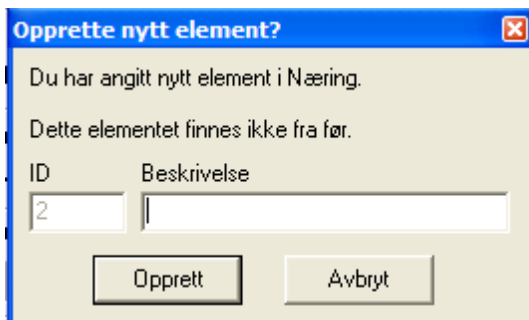 Opprette nytt element?
Du har angitt nytt element i Næring.
Dette elementet finnes ikke fra før.
ID Beskrivelse
2
Opprett Avbryt